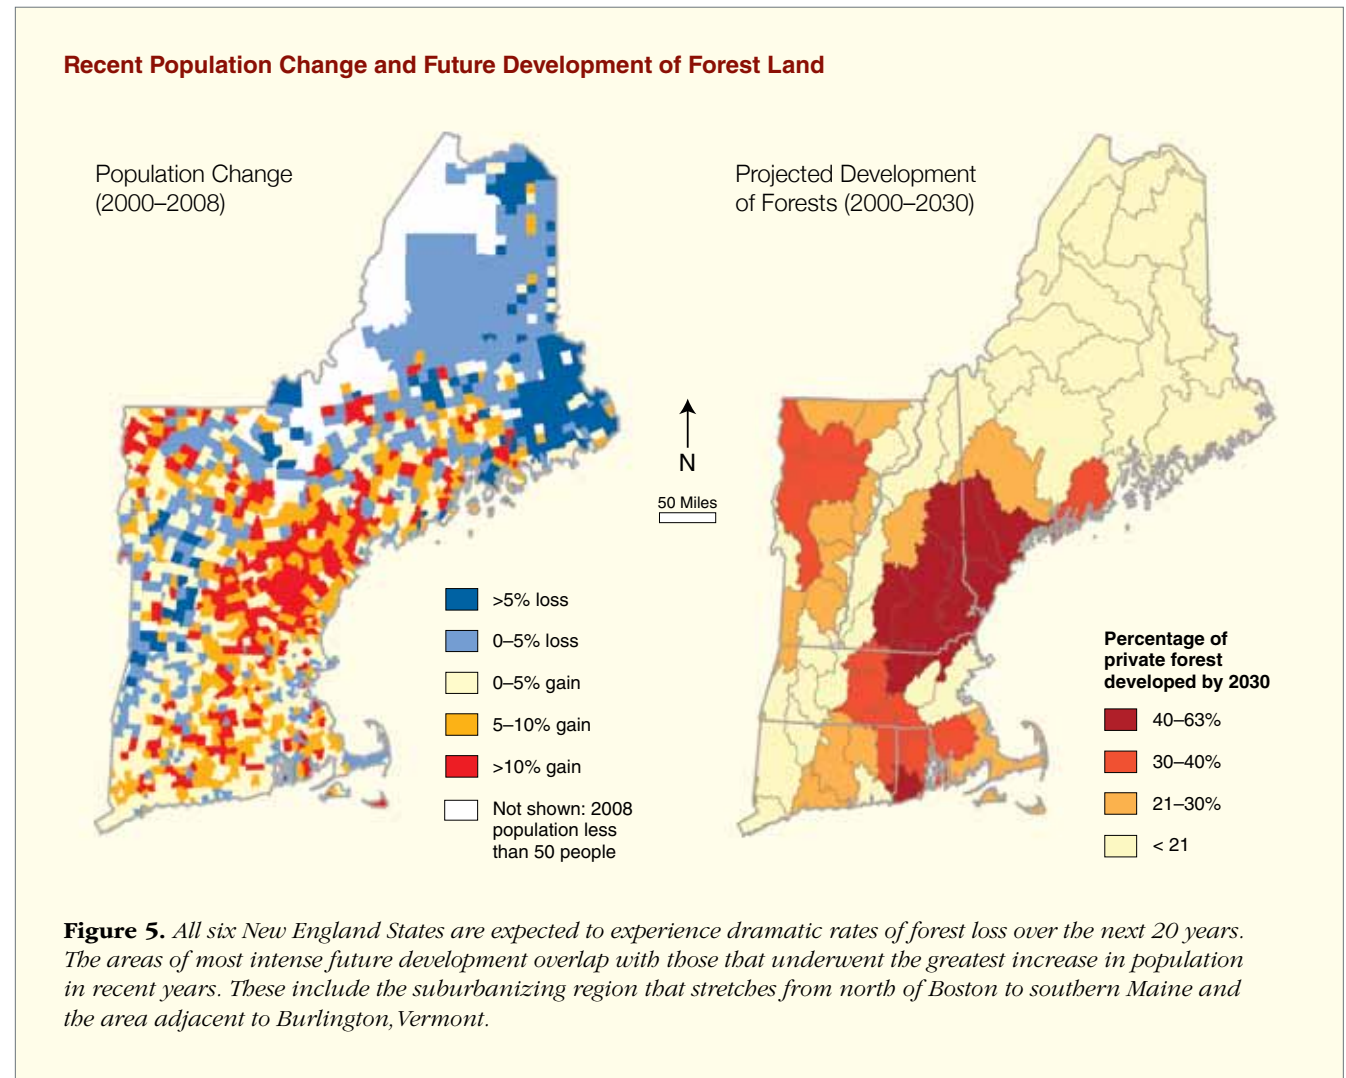 Recent Population Change and Future Development of Forest Land
Population Change
(2000–2008)
Projected Development
of Forests (2000–2030)
N
50 Miles
>5% loss
0–5% loss
0–5% gain
5–10% gain
>10% gain
Not shown: 2008
population less
than 50 people
Percentage of
private forest
developed by 2030
40–63%
30–40%
21–30%
< 21
Figure 5. All six New England States are expected to experience dramatic rates of forest loss over the next 20 years.
The areas of most intense future development overlap with those that underwent the greatest increase in population
in recent years. These include the suburbanizing region that stretches from north of Boston to southern Maine and
the area adjacent to Burlington, Vermont.